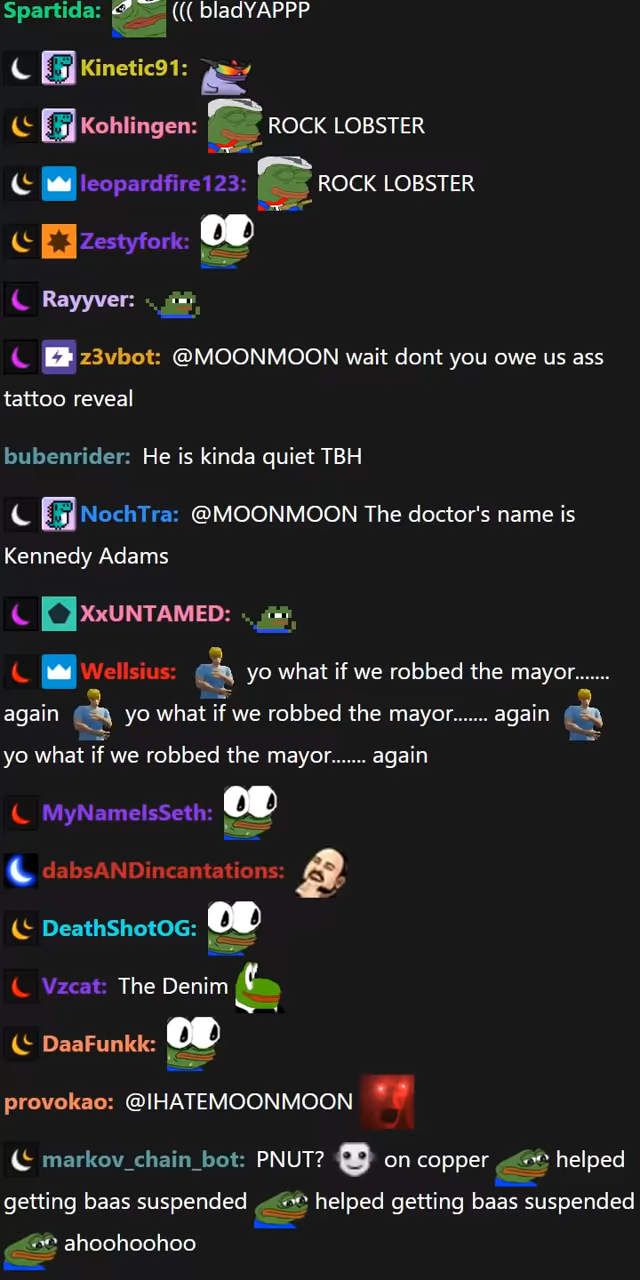 Spartida: ((( bladYAPPP
Kinetic91:
Kohlingen: ROCK LOBSTER
leopardfire123: ROCK LOBSTER
Zestyfork:
Rayyver:
z3vbot: @MOONMOON wait dont you owe us ass
tattoo reveal
bubenrider: He is kinda quiet TBH
NochTra: @MOONMOON The doctor's name is
Kennedy Adams
XxUNTAMED:
Wellsius: yo what if we robbed the mayor.......
again yo what if we robbed the mayor....... again
yo what if we robbed the mayor....... again
MyNameIsSeth:
dabsANDincantations:
DeathShotOG:
Vzcat: The Denim
DaaFunkk:
provokao: @IHATEMOONMOON
markov_chain_bot: PNUT? on copper helped
getting baas suspended helped getting baas suspended
ahoohoohoo